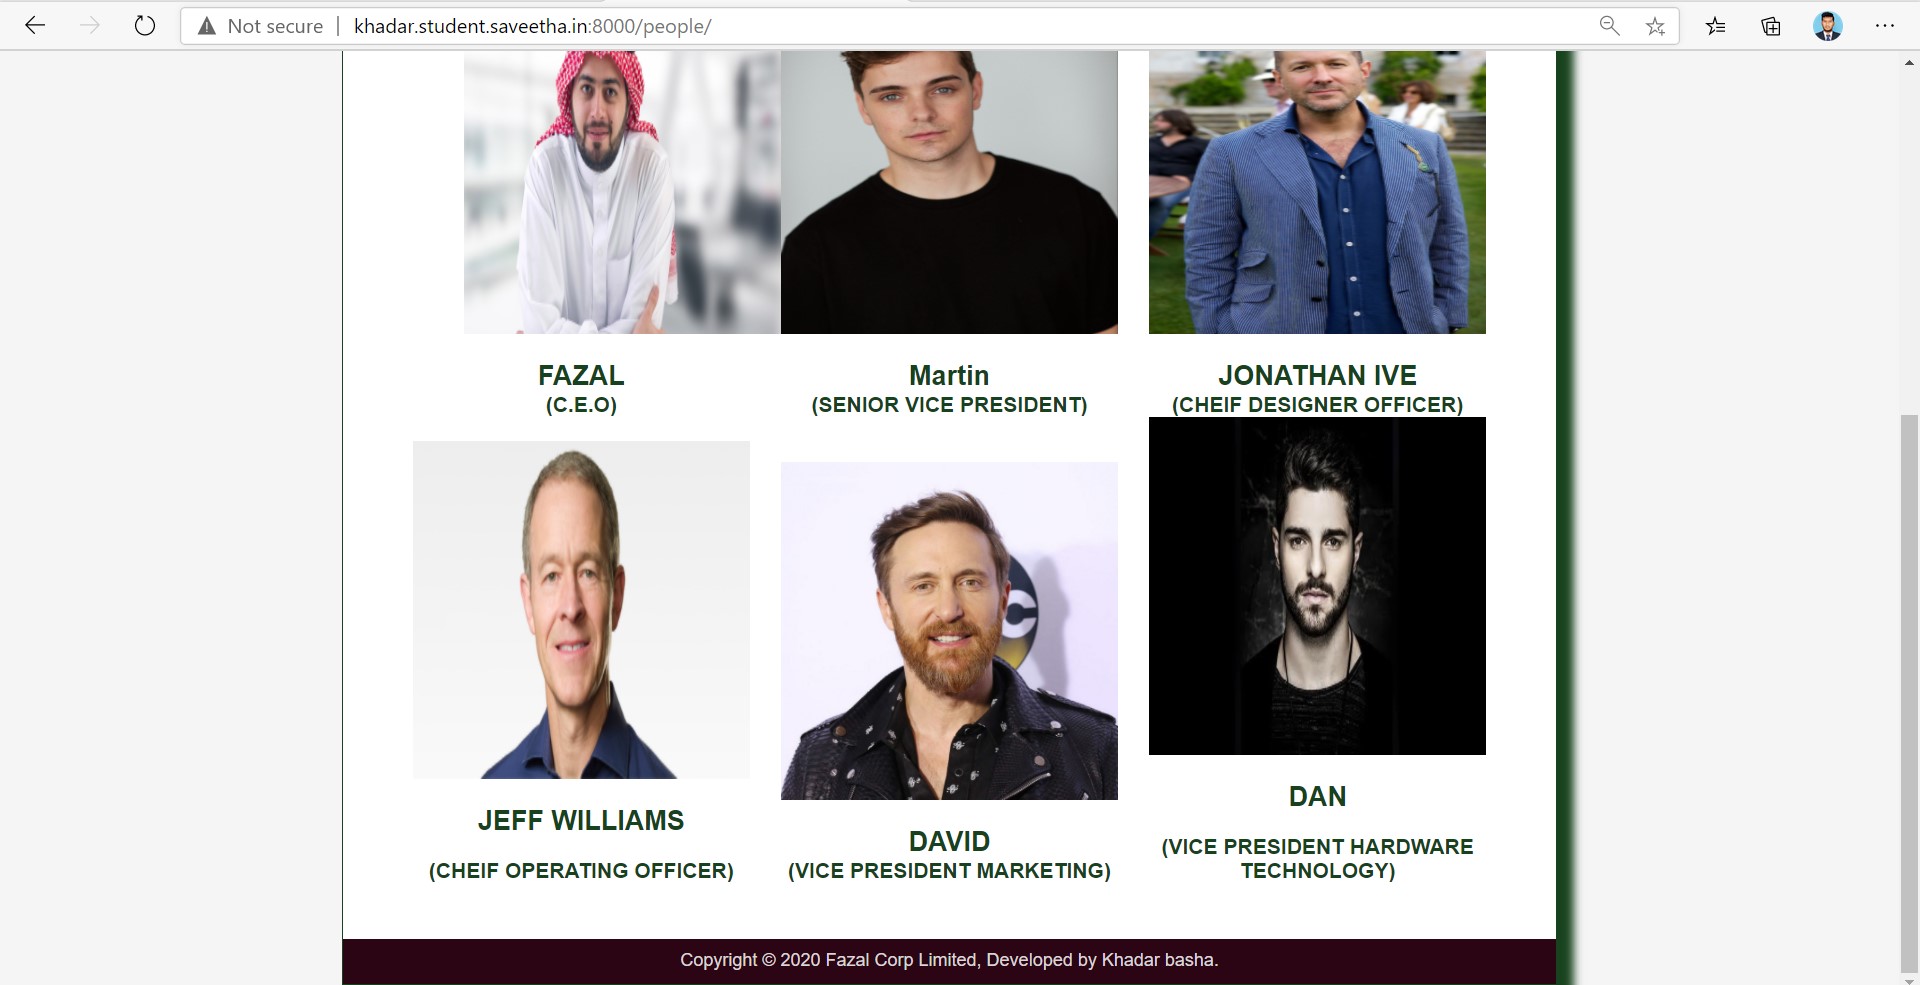 Not secure | khadar.student.saveetha.in:8000/people/
FAZAL
(C.E.O)
Martin
(SENIOR VICE PRESIDENT)
JONATHAN IVE
(CHEIF DESIGNER OFFICER)
C
JEFF WILLIAMS
(CHEIF OPERATING OFFICER)
DAVID
(VICE PRESIDENT MARKETING)
DAN
(VICE PRESIDENT HARDWARE
TECHNOLOGY)
Copyright © 2020 Fazal Corp Limited, Developed by Khadar basha.